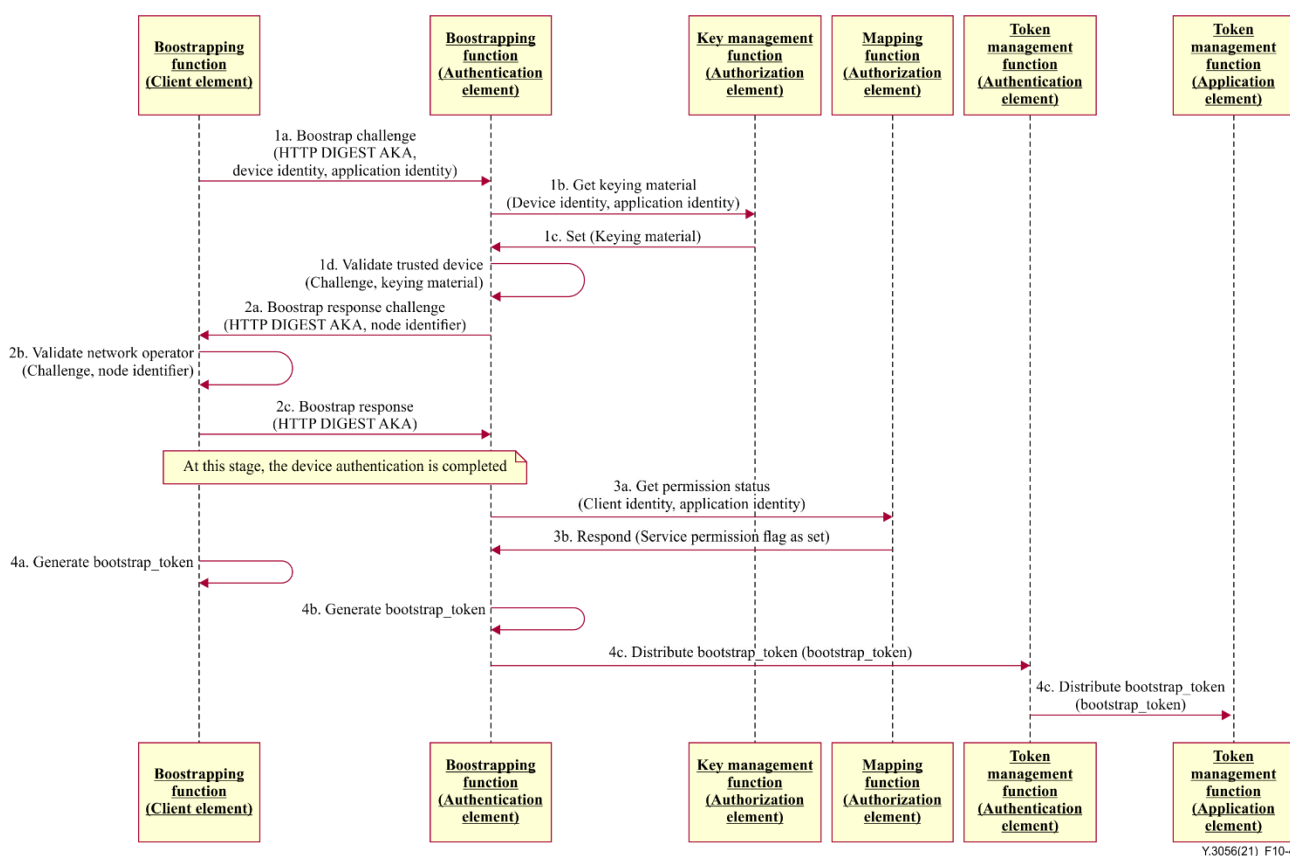 Boostrapping
function
(Client element)
Boostrapping
function
(Authentication
element)
Key management
function
(Authorization
element)
Mapping
function
(Authorization
element)
Token
management
function
(Authentication
element)
Token
management
function
(Application
element)
1a. Boostrap challenge
(HTTP DIGEST AKA,
device identity, application identity)
1b. Get keying material
(Device identity, application identity)
1c. Set (Keying material)
1d. Validate trusted device
(Challenge, keying material)
2a. Boostrap response challenge
(HTTP DIGEST AKA, node identifier)
2b. Validate network operator
(Challenge, node identifier)
2c. Boostrap response
(HTTP DIGEST AKA)
At this stage, the device authentication is completed
3a. Get permission status
(Client identity, application identity)
3b. Respond (Service permission flag as set)
4a. Generate bootstrap_token
4b. Generate bootstrap_token
4c. Distribute bootstrap_token (bootstrap_token)
4c. Distribute bootstrap_token
(bootstrap_token)
Boostrapping
function
(Client element)
Boostrapping
function
(Authentication
element)
Key management
function
(Authorization
element)
Mapping
function
(Authorization
element)
Token
management
function
(Authentication
element)
Token
management
function
(Application
element)
Y.3056(21)_F10-4